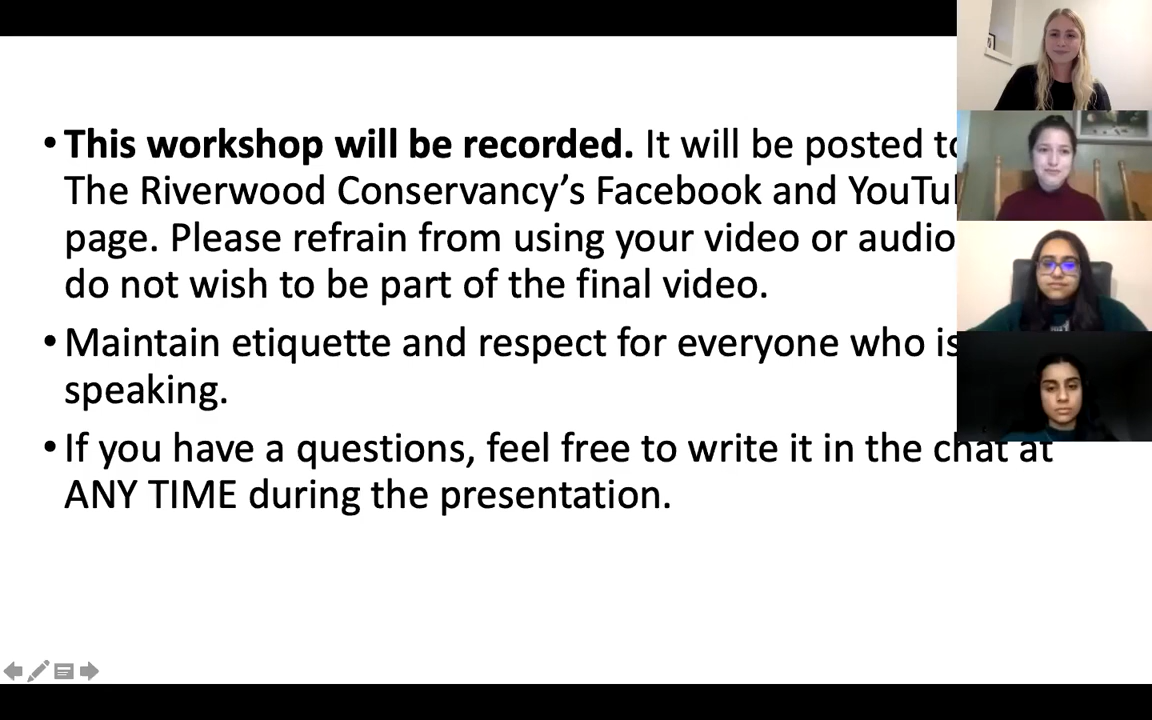 • This workshop will be recorded. It will be posted to
The Riverwood Conservancy’s Facebook and
page. Please refrain from using your video or audio
do not wish to be part of the final video.
• Maintain etiquette and respect for everyone who is
speaking.
• If you have a questions, feel free to write it in the chat at
ANY TIME during the presentation.